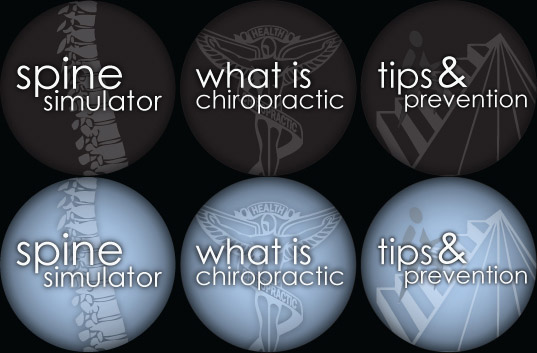 spine
simulator
what is
chiropractic
tips &
prevention
HEALTH
PRACTIC
spine
simulator
what is
chiropractic
tips &
prevention
HEALTH
PRACTIC